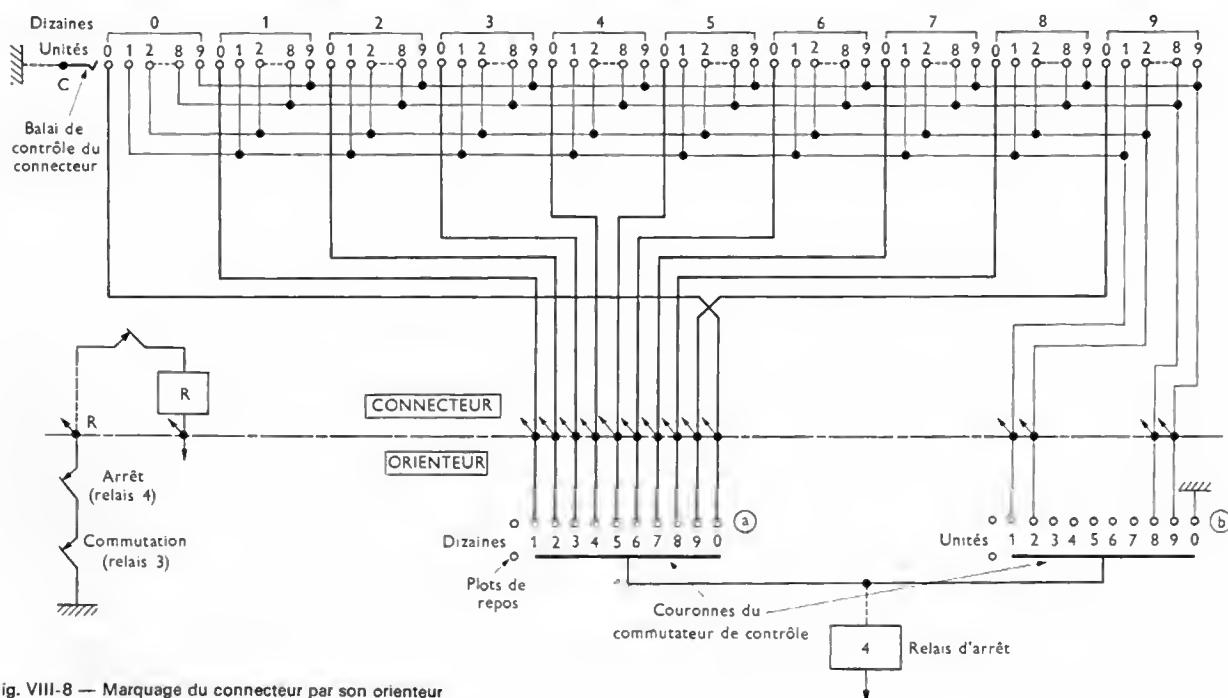 Dizaines 0 1 2 3 4 5 6 7 8 9
Unités 0 1 2 8 9 0 1 2 8 9 0 1 2 8 9 0 1 2 8 9 0 1 2 8 9 0 1 2 8 9 0 1 2 8 9 0 1 2 8 9 0 1 2 8 9 0 1 2 8 9
C
Balai de
contrôle du
connecteur
R
R
CONNECTEUR
ORIENTEUR
Arrêt
(relais 4)
Commutation
(relais 3)
a
b
Dizaines 1 2 3 4 5 6 7 8 9 0
Unités 1 2 3 4 5 6 7 8 9 0
Plots de
repos
Couronnes du
commutateur de contrôle
4
Relais d'arrêt
ig. VIII-8 — Marquage du connecteur par son orienteur